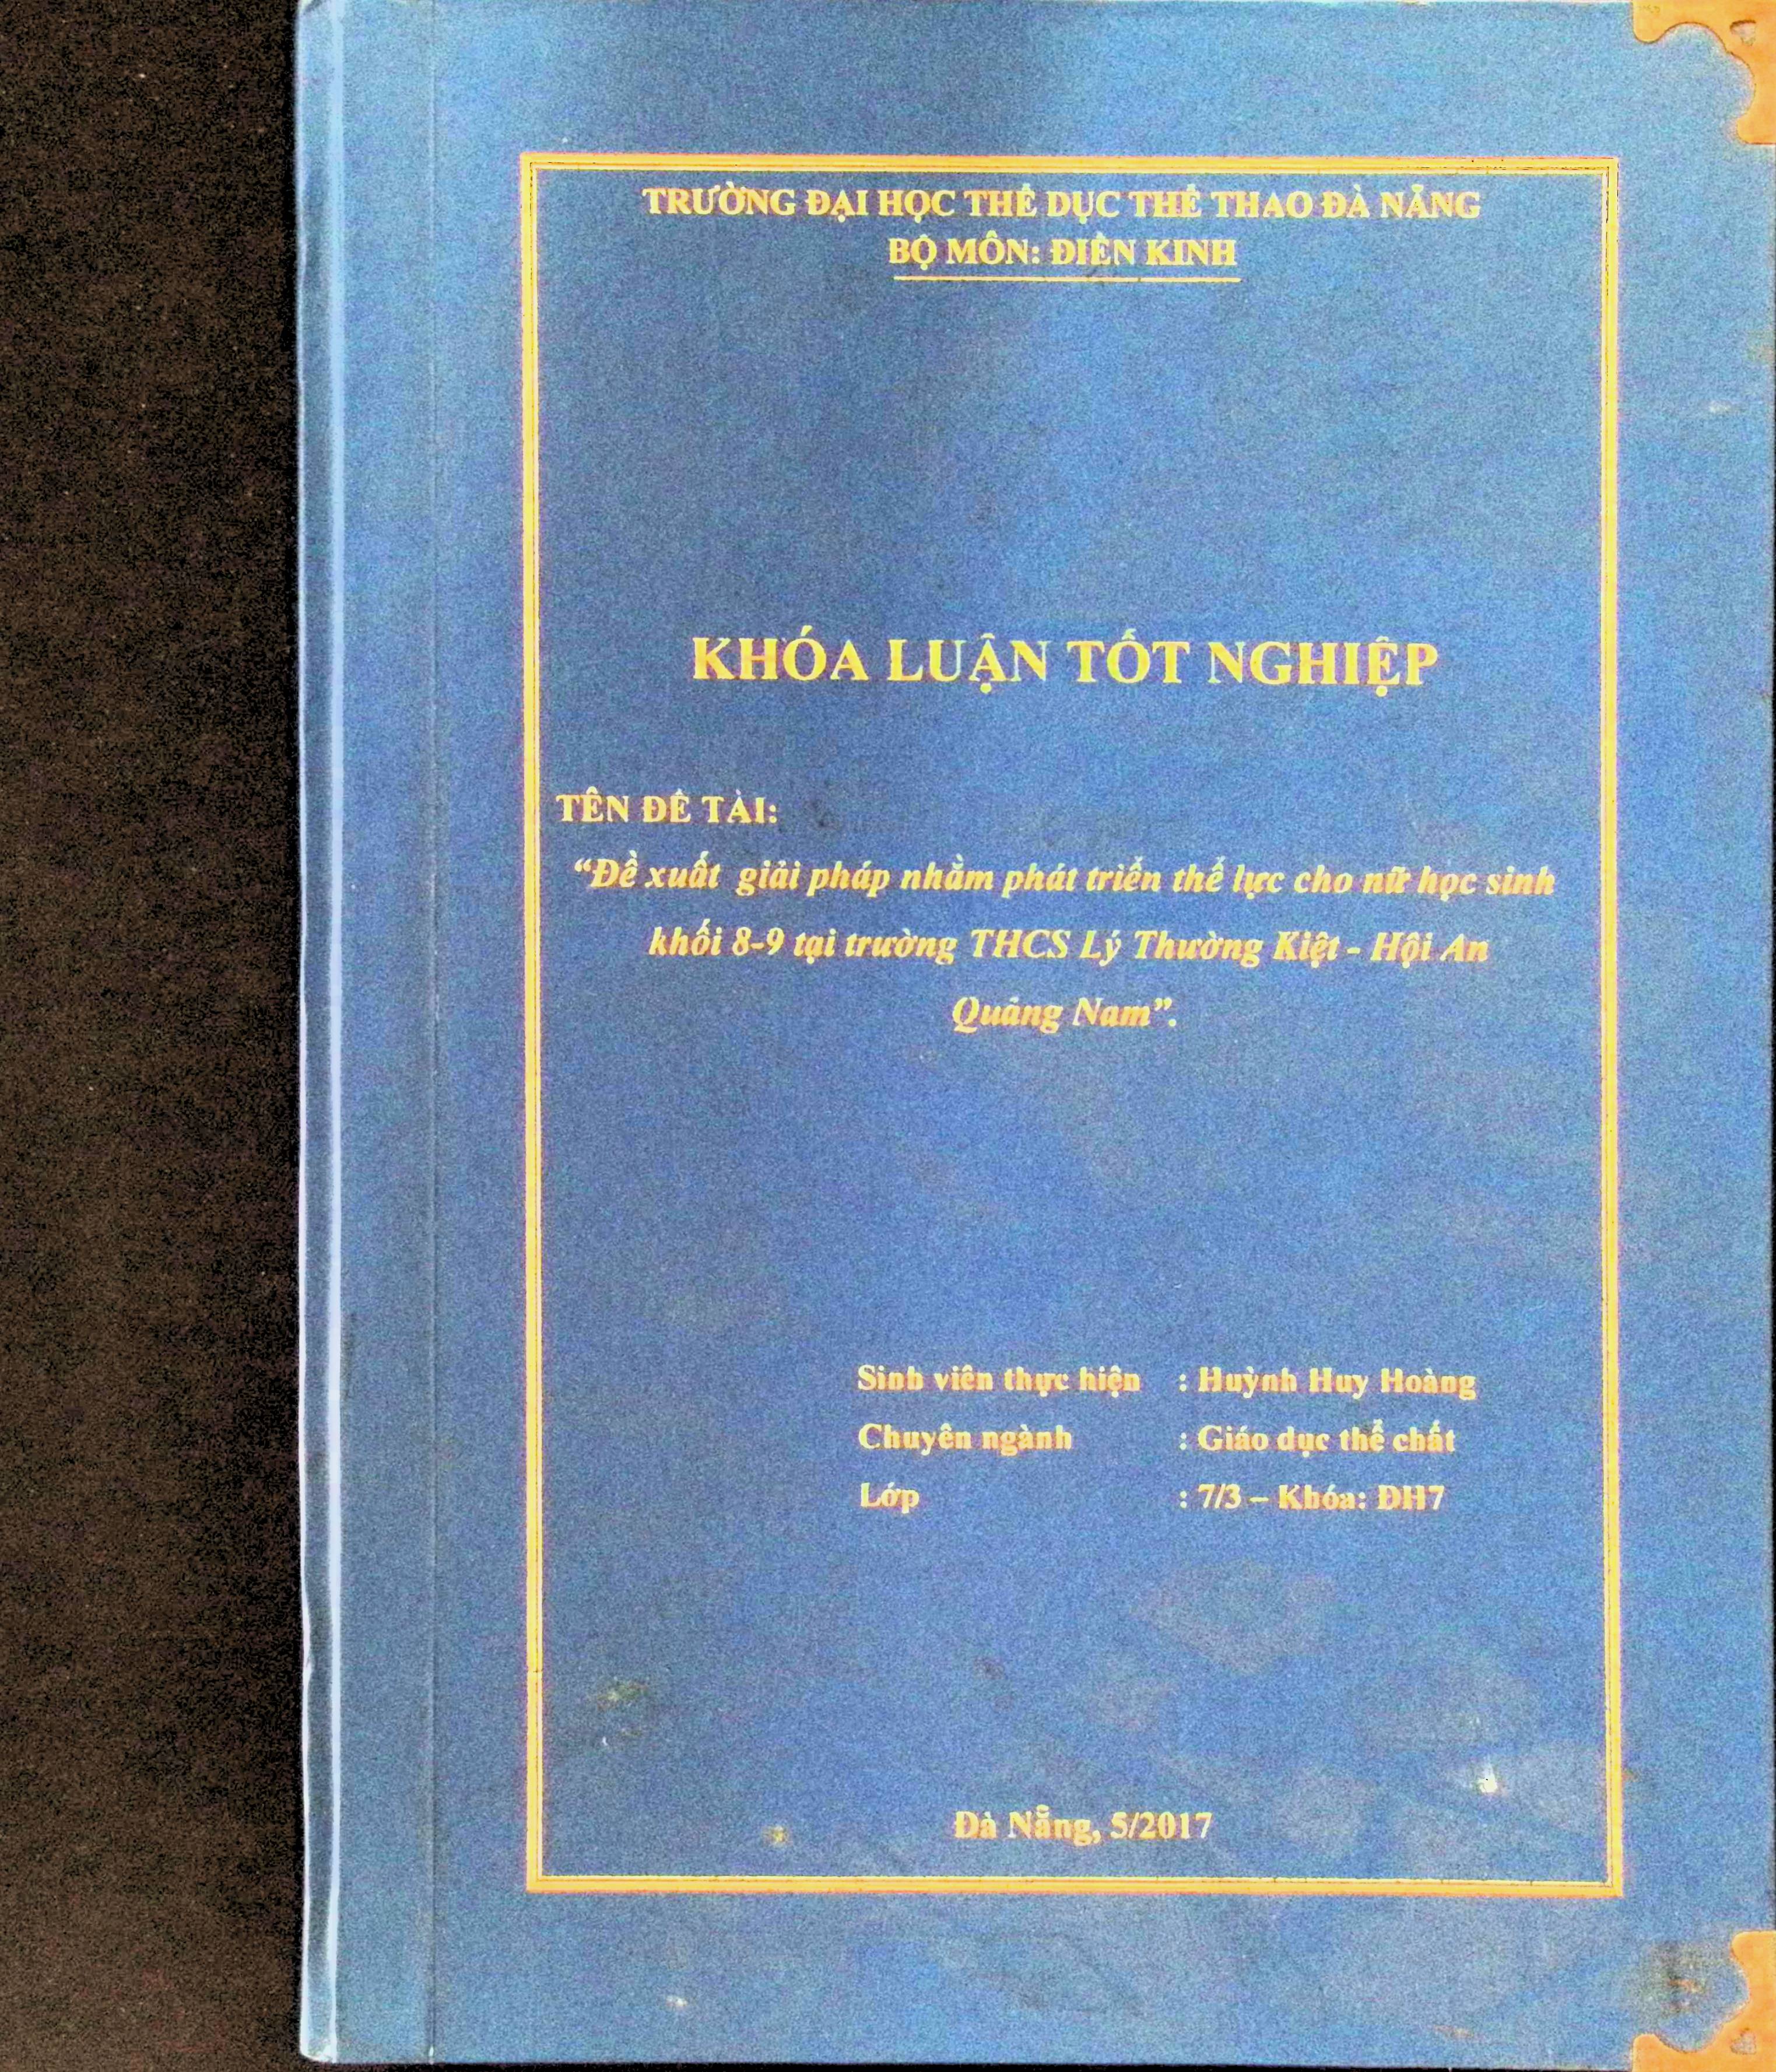 TRƯỜNG ĐẠI HỌC THỂ DỤC THỂ THAO ĐÀ NẴNG
BỘ MÔN: ĐIỀN KINH
KHÓA LUẬN TỐT NGHIỆP
TÊN ĐỀ TÀI:
“Đề xuất giải pháp nhằm phát triển thể lực cho nữ học sinh
khối 8-9 tại trường THCS Lý Thường Kiệt - Hội An
Quảng Nam”.
Sinh viên thực hiện : Huỳnh Huy Hoàng
Chuyên ngành : Giáo dục thể chất
Lớp : 7/3 – Khóa: ĐH7
Đà Nẵng, 5/2017